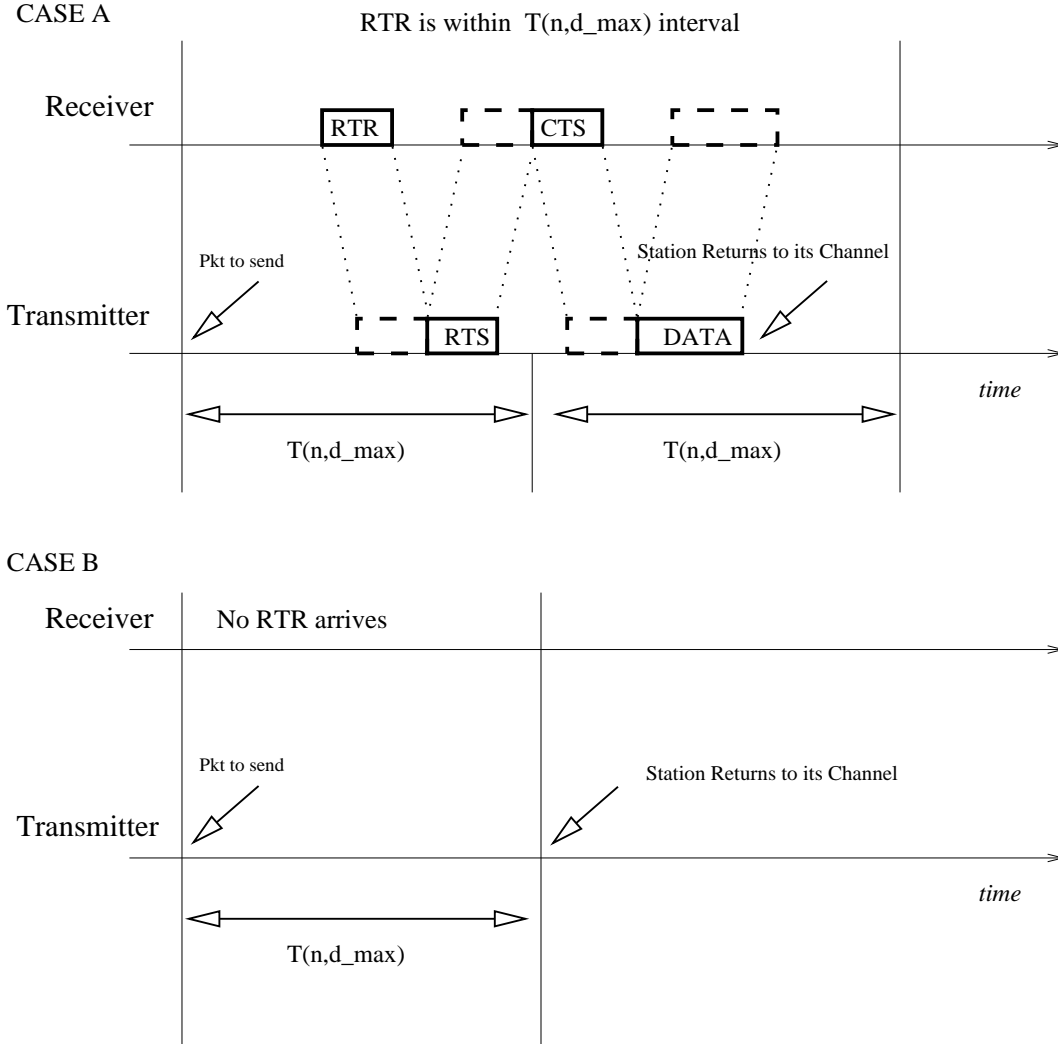 CASE A
RTR is within T(n,d_max) interval
Receiver
RTR
CTS
Pkt to send
Station Returns to its Channel
Transmitter
RTS
DATA
time
T(n,d_max)
T(n,d_max)
CASE B
Receiver
No RTR arrives
Pkt to send
Station Returns to its Channel
Transmitter
time
T(n,d_max)